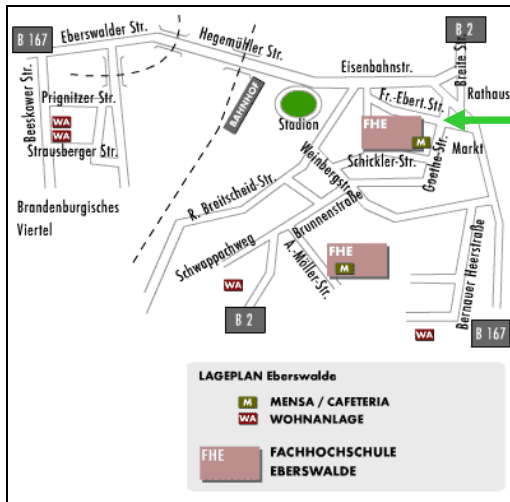 B 167
Eberswalder Str.
Hegemühler Str.
B 2
Breite Str.
Eisenbahnstr.
Beeskower Str.
Prignitzer Str.
Fr.-Ebert.Str.
Rathaus
WA
WA
BAHNHOF
Stadion
FHE
M
Strausberger Str.
Schickler-Str.
Goethe-Str.
Markt
Weinbergstr.
Brandenburgisches
Viertel
R. Breitscheid-Str.
Brunnenstraße
Schwappachweg
A.-Möller-Str.
FHE
M
WA
Bernauer Heerstraße
B 2
WA
B 167
LAGEPLAN Eberswalde
M MENSA / CAFETERIA
WA WOHNANLAGE
FHE FACHHOCHSCHULE
EBERSWALDE